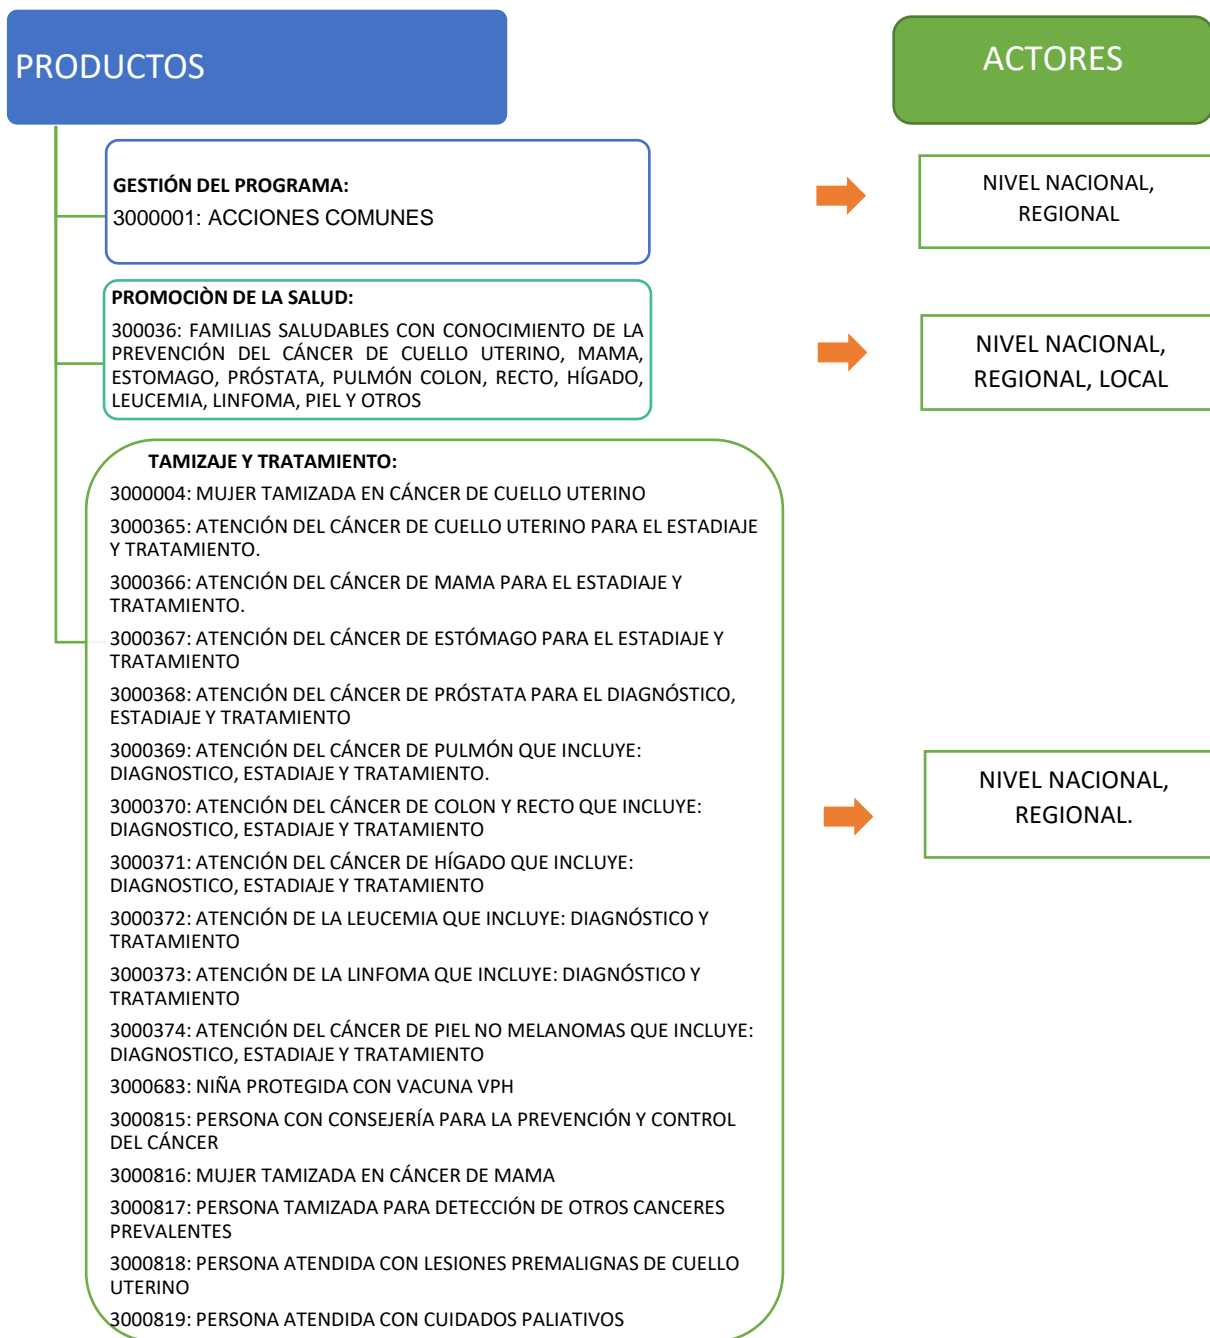 PRODUCTOS
ACTORES
GESTIÓN DEL PROGRAMA:
3000001: ACCIONES COMUNES
NIVEL NACIONAL,
REGIONAL
PROMOCIÒN DE LA SALUD:
300036: FAMILIAS SALUDABLES CON CONOCIMIENTO DE LA
PREVENCIÓN DEL CÁNCER DE CUELLO UTERINO, MAMA,
ESTOMAGO, PRÓSTATA, PULMÓN COLON, RECTO, HÍGADO,
LEUCEMIA, LINFOMA, PIEL Y OTROS
NIVEL NACIONAL,
REGIONAL, LOCAL
TAMIZAJE Y TRATAMIENTO:
3000004: MUJER TAMIZADA EN CÁNCER DE CUELLO UTERINO
3000365: ATENCIÓN DEL CÁNCER DE CUELLO UTERINO PARA EL ESTADIAJE
Y TRATAMIENTO.
3000366: ATENCIÓN DEL CÁNCER DE MAMA PARA EL ESTADIAJE Y
TRATAMIENTO.
3000367: ATENCIÓN DEL CÁNCER DE ESTÓMAGO PARA EL ESTADIAJE Y
TRATAMIENTO
3000368: ATENCIÓN DEL CÁNCER DE PRÓSTATA PARA EL DIAGNÓSTICO,
ESTADIAJE Y TRATAMIENTO
3000369: ATENCIÓN DEL CÁNCER DE PULMÓN QUE INCLUYE:
DIAGNOSTICO, ESTADIAJE Y TRATAMIENTO.
3000370: ATENCIÓN DEL CÁNCER DE COLON Y RECTO QUE INCLUYE:
DIAGNOSTICO, ESTADIAJE Y TRATAMIENTO
3000371: ATENCIÓN DEL CÁNCER DE HÍGADO QUE INCLUYE:
DIAGNOSTICO, ESTADIAJE Y TRATAMIENTO
3000372: ATENCIÓN DE LA LEUCEMIA QUE INCLUYE: DIAGNÓSTICO Y
TRATAMIENTO
3000373: ATENCIÓN DE LA LINFOMA QUE INCLUYE: DIAGNÓSTICO Y
TRATAMIENTO
3000374: ATENCIÓN DEL CÁNCER DE PIEL NO MELANOMAS QUE INCLUYE:
DIAGNOSTICO, ESTADIAJE Y TRATAMIENTO
3000683: NIÑA PROTEGIDA CON VACUNA VPH
3000815: PERSONA CON CONSEJERÍA PARA LA PREVENCIÓN Y CONTROL
DEL CÁNCER
3000816: MUJER TAMIZADA EN CÁNCER DE MAMA
3000817: PERSONA TAMIZADA PARA DETECCIÓN DE OTROS CANCERES
PREVALENTES
3000818: PERSONA ATENDIDA CON LESIONES PREMALIGNAS DE CUELLO
UTERINO
3000819: PERSONA ATENDIDA CON CUIDADOS PALIATIVOS
NIVEL NACIONAL,
REGIONAL.